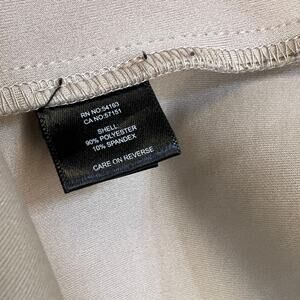 RN NO:54163
CA NO:57151
SHELL:
90% POLYESTER
10% SPANDEX
CARE ON REVERSE